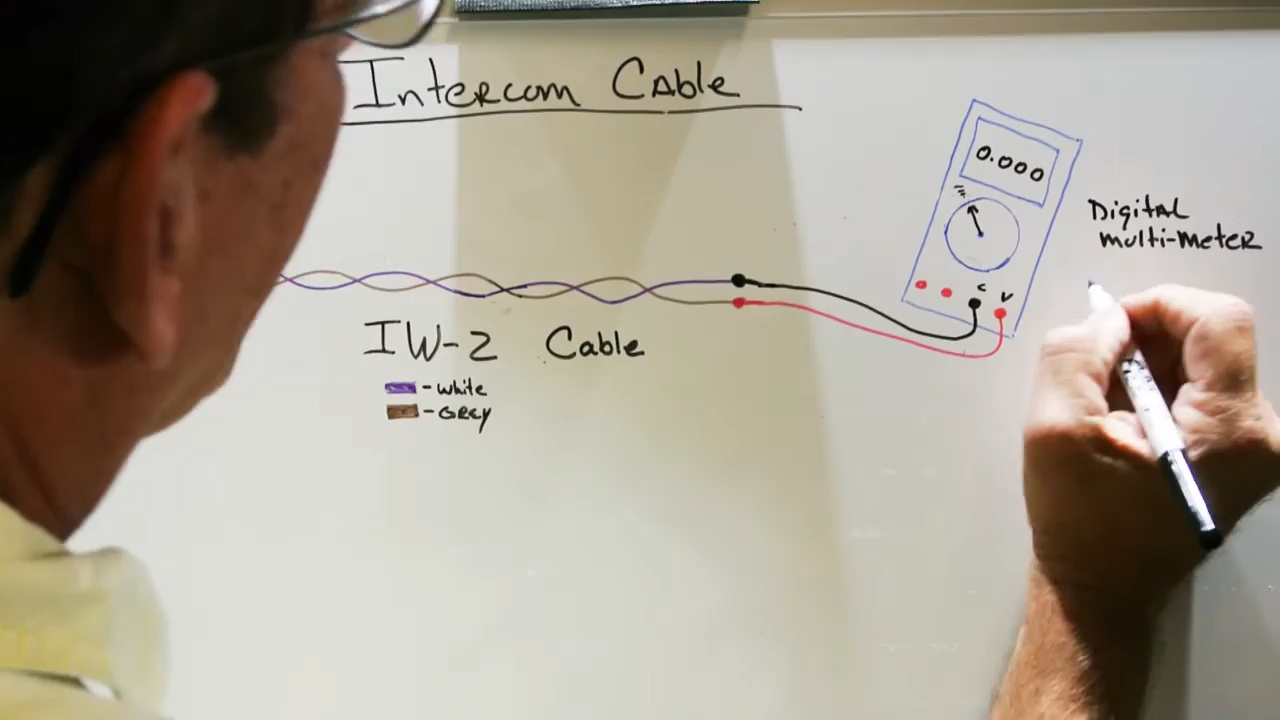 Intercom Cable
0.000
Digital
multi-meter
C
V
IW-2 Cable
- white
- Grey